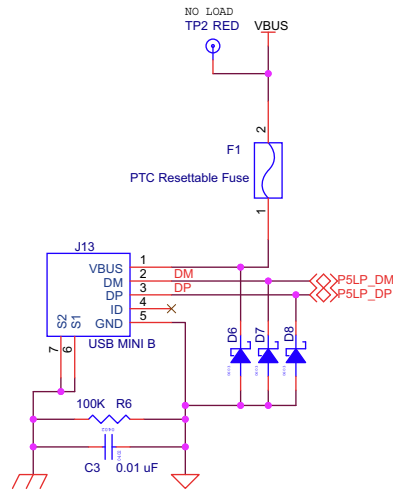 NO LOAD
TP2 RED
VBUS
2
F1
PTC Resettable Fuse
1
J13
VBUS 1
DM 2 DM
DP 3 DP
ID 4
GND 5
P5LP_DM
P5LP_DP
S2 S1
7 6
USB MINI B
D6 D7 D8
100K R6
0402
C3 0.01 uF